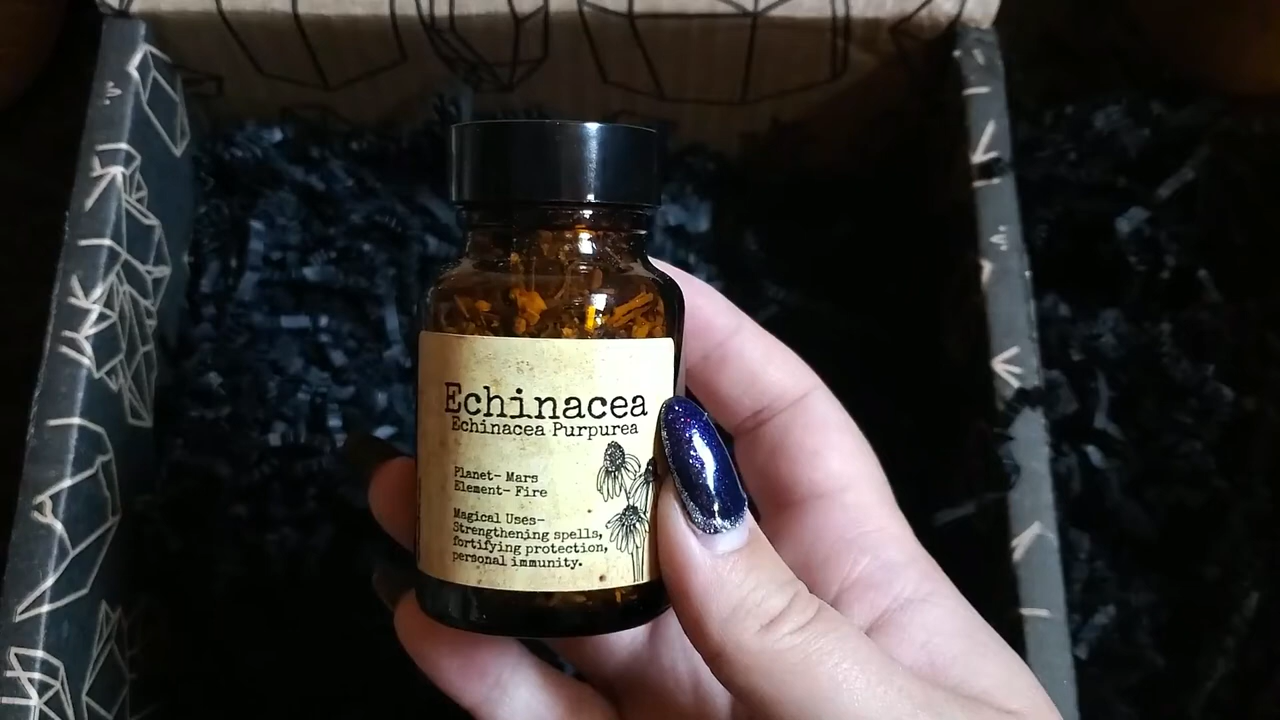 Echinacea
Echinacea Purpurea
Planet- Mars
Element- Fire
Magical Uses-
Strengthening spells,
fortifying protection,
personal immunity.